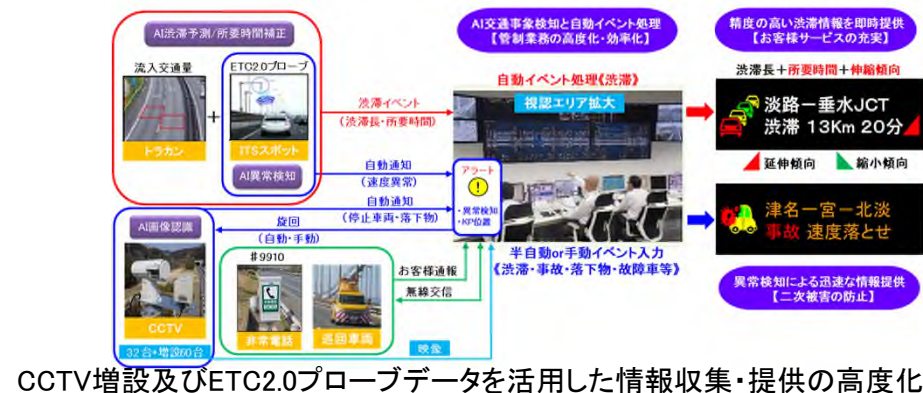 AI渋滞予測/所要時間補正
流入交通量
ETC2.0プローブ
+
トラカン
ITSスポット
AI異常検知
渋滞イベント
(渋滞長・所要時間)
自動通知
(速度異常)
自動通知
(停止車両・落下物)
旋回
(自動・手動)
AI画像認識
CCTV
32台+増設60台
#9910
非常電話
巡回車両
お客様通報
無線交信
映像
AI交通事象検知と自動イベント処理
【管制業務の高度化・効率化】
自動イベント処理《渋滞》
視認エリア拡大
アラート
!
・異常検知
・KP位置
半自動or手動イベント入力
《渋滞・事故・落下物・故障車等》
精度の高い渋滞情報を即時提供
【お客様サービスの充実】
渋滞長+所要時間+伸縮傾向
淡路ー垂水JCT
渋滞 13Km 20分
延伸傾向
縮小傾向
津名一宮ー北淡
事故 速度落とせ
異常検知による迅速な情報提供
【二次被害の防止】
CCTV増設及びETC2.0プローブデータを活用した情報収集・提供の高度化